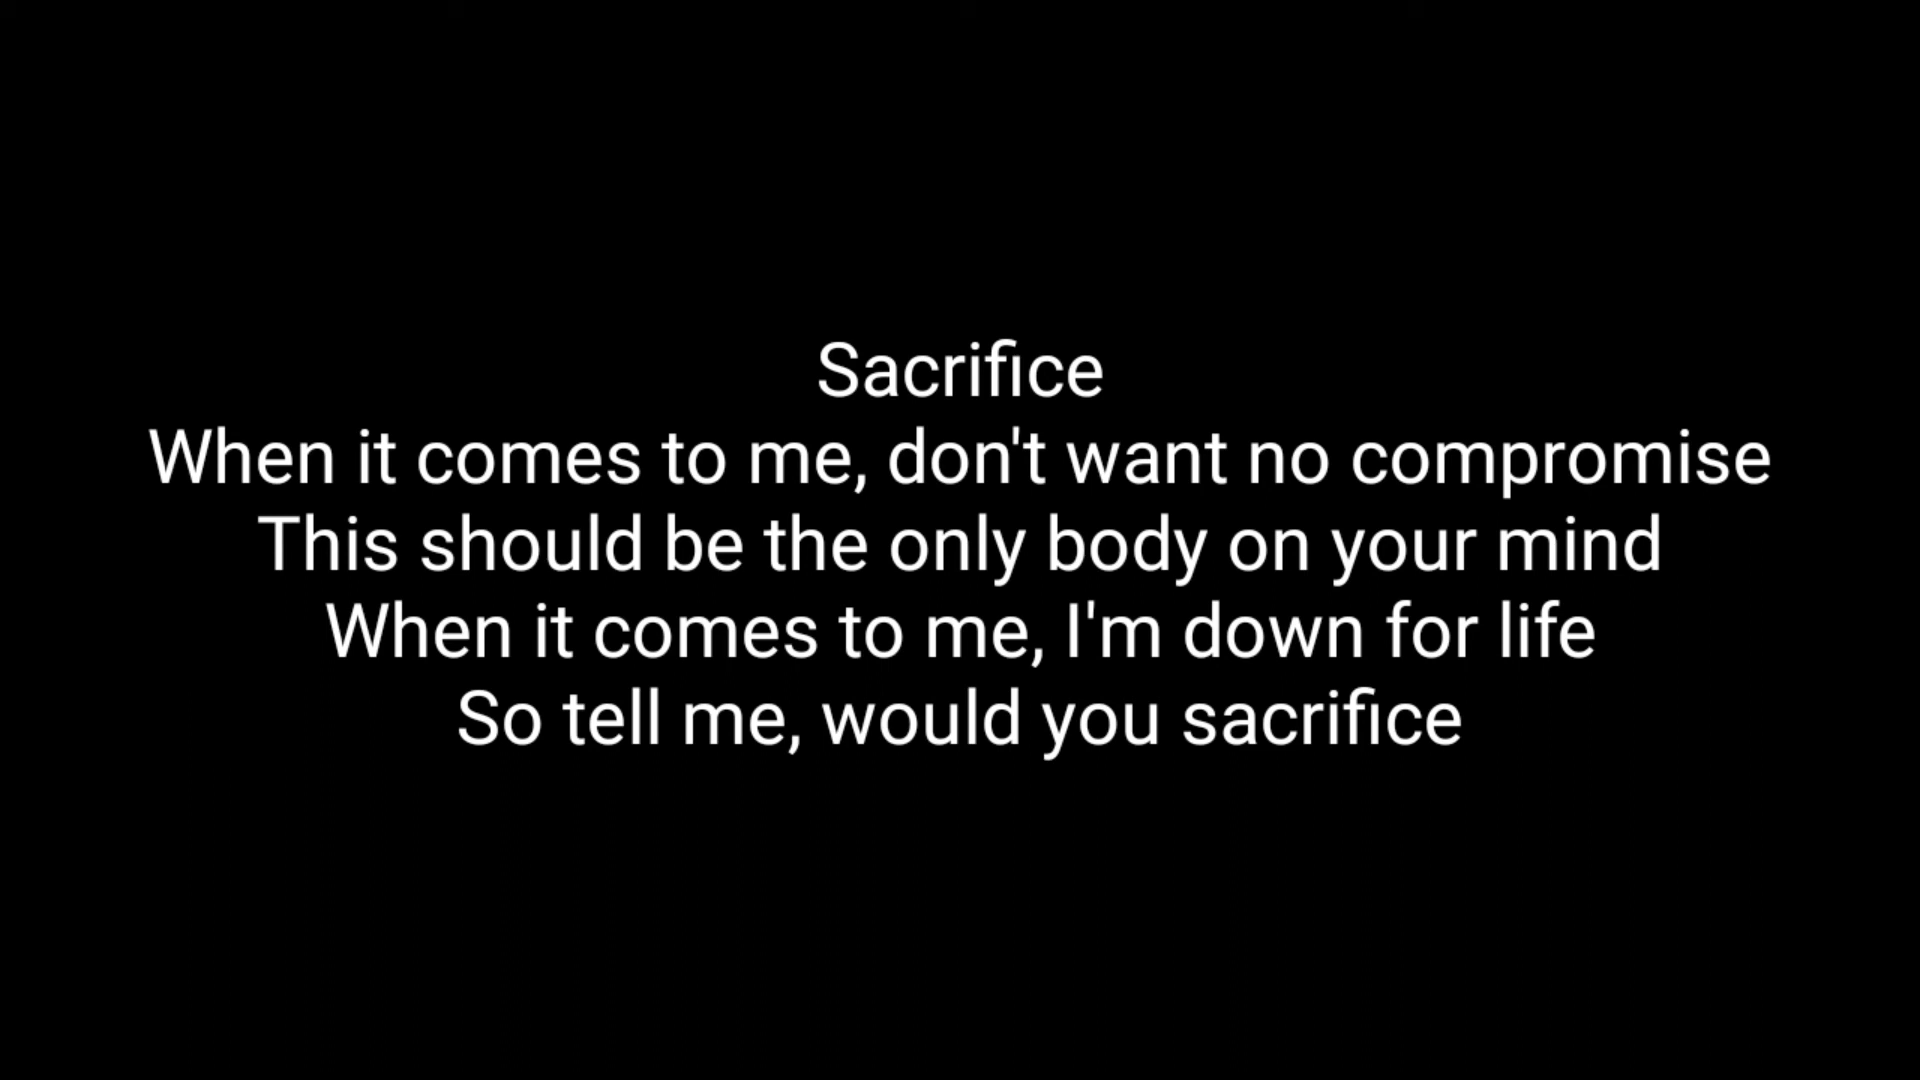 Sacrifice
When it comes to me, don't want no compromise
This should be the only body on your mind
When it comes to me, I'm down for life
So tell me, would you sacrifice